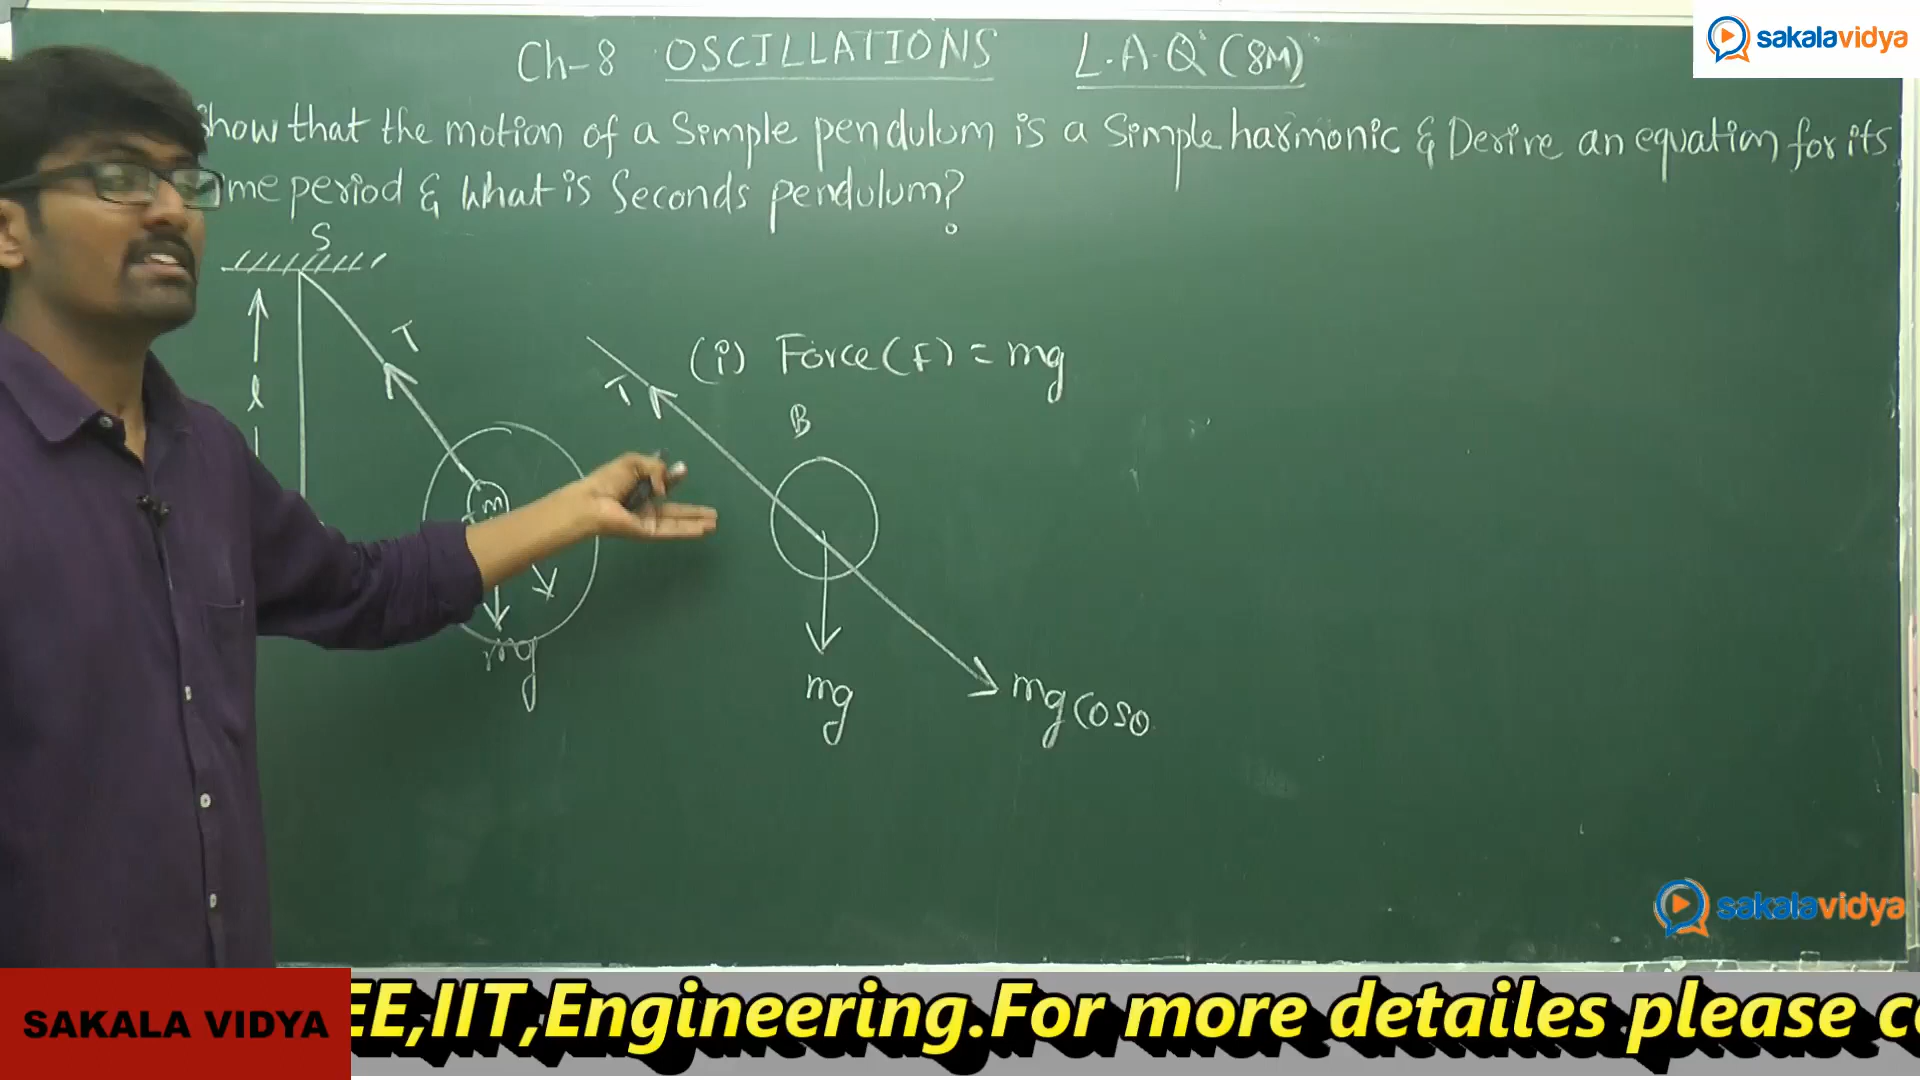 sakalavidya
Ch-8 OSCILLATIONS L.A.Q (8M)
Show that the motion of a Simple pendulum is a Simple harmonic & Derive an equation for its
me period & What is Seconds pendulum?
S
T
l
(i) Force (F) = mg
T
B
m
mg
mg
mg cosθ
sakalavidya
SAKALA VIDYA
EE,IIT,Engineering.For more detailes please c